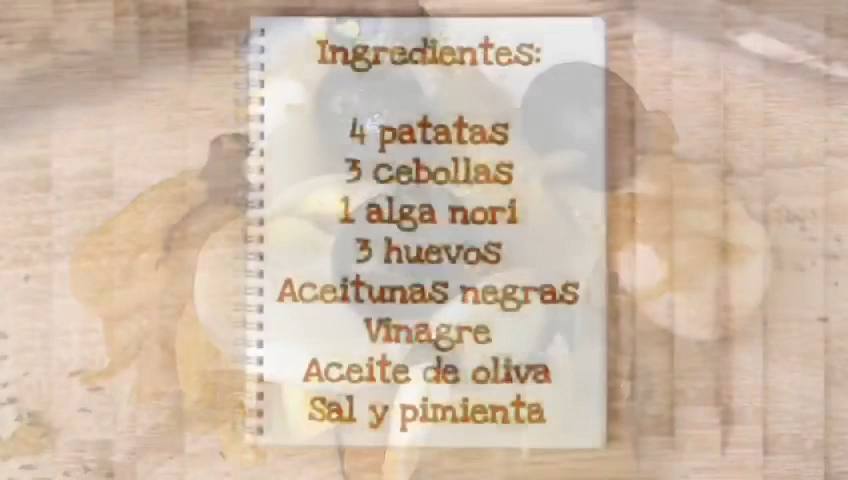 Ingredientes:
4 patatas
3 cebollas
1 alga nori
3 huevos
Aceitunas negras
Vinagre
Aceite de oliva
Sal y pimienta